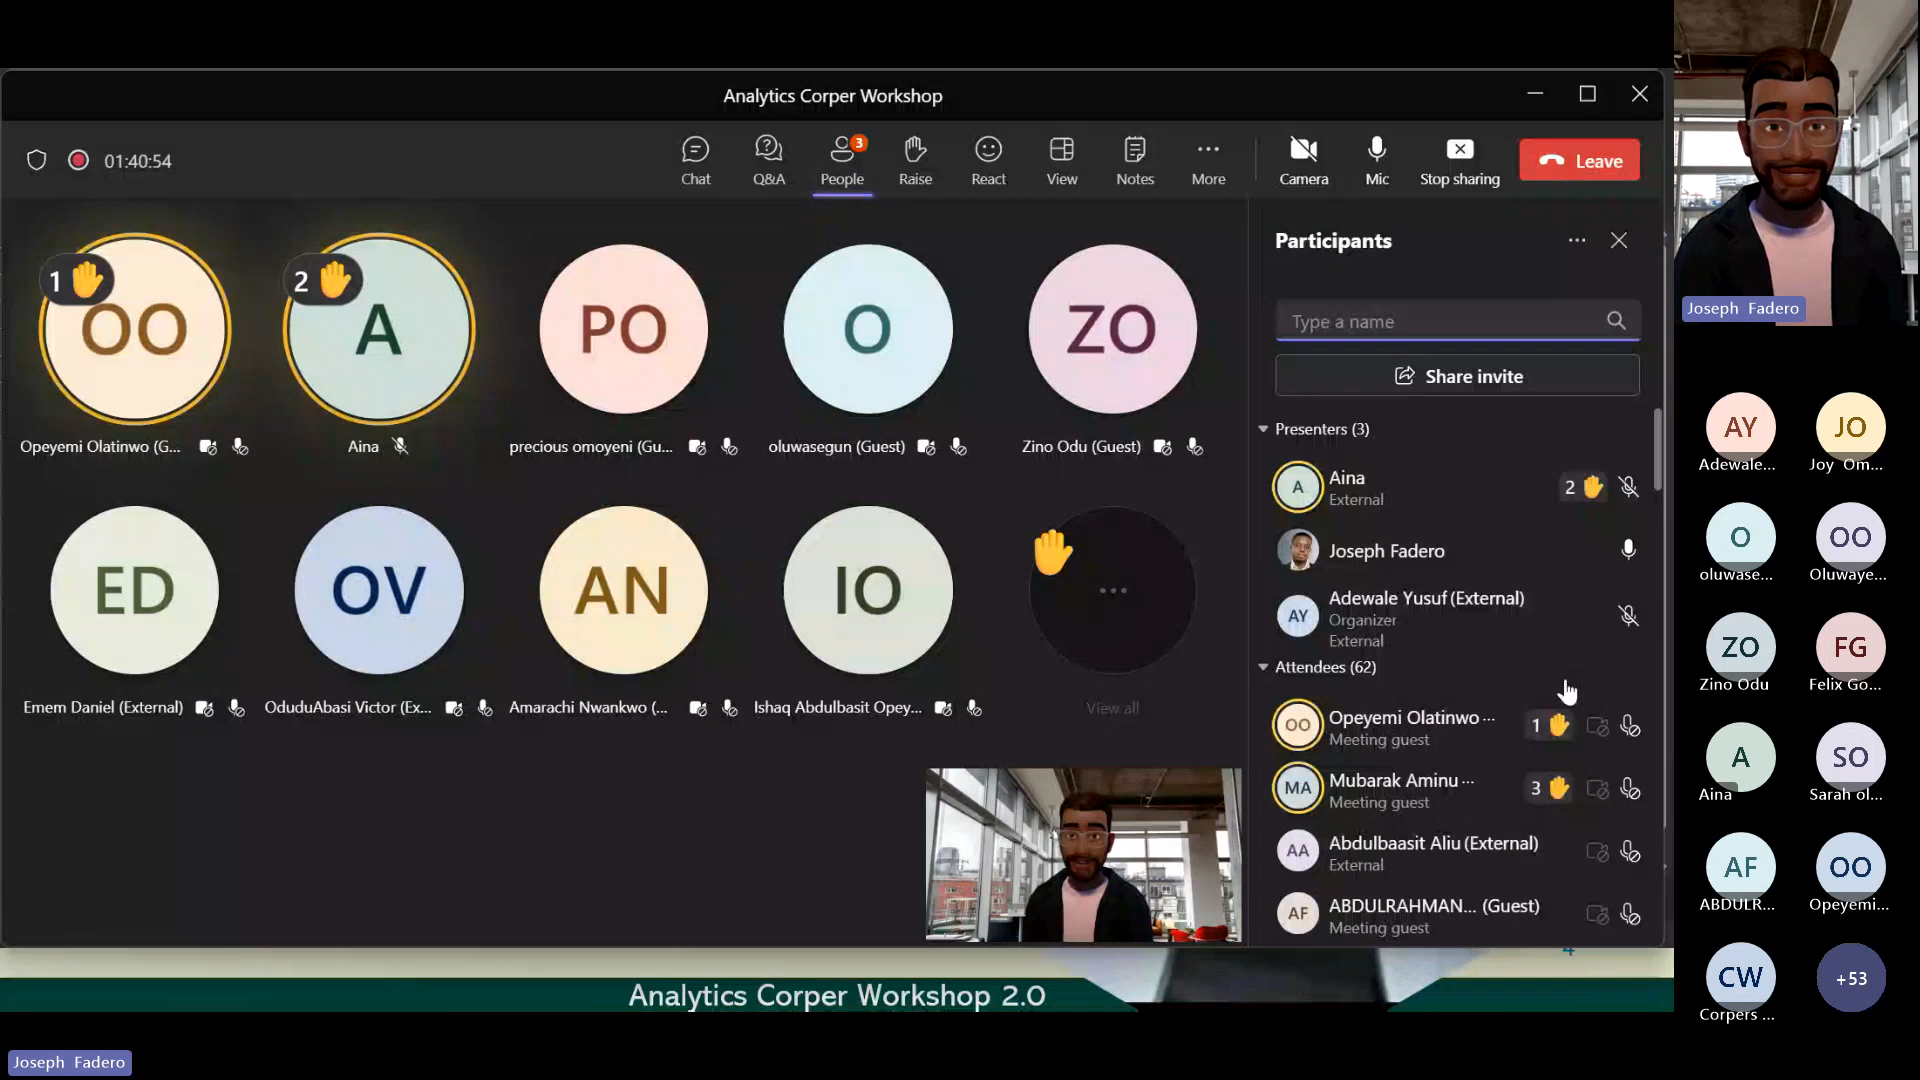 Analytics Corper Workshop
01:40:54
Chat
Q&A
3
People
Raise
React
View
Notes
More
Camera
Mic
Stop sharing
Leave
1
OO
2
A
PO
O
ZO
Opeyemi Olatinwo (G...
Aina
precious omoyeni (Gu...
oluwasegun (Guest)
Zino Odu (Guest)
ED
OV
AN
IO
Emem Daniel (External)
OduduAbasi Victor (Ex...
Amarachi Nwankwo (...
Ishaq Abdulbasit Opey...
View all
Participants
Type a name
Share invite
Presenters (3)
A
Aina
External
2
Joseph Fadero
AY
Adewale Yusuf (External)
Organizer
External
Attendees (62)
OO
Opeyemi Olatinwo ...
Meeting guest
1
MA
Mubarak Aminu ...
Meeting guest
3
AA
Abdulbaasit Aliu (External)
External
AF
ABDULRAHMAN... (Guest)
Meeting guest
4
Analytics Corper Workshop 2.0
Joseph Fadero
Joseph Fadero
AY
Adewale...
JO
Joy Om...
O
oluwase...
OO
Oluwaye...
ZO
Zino Odu
FG
Felix Go...
A
Aina
SO
Sarah ol...
AF
ABDULR...
OO
Opeyemi...
CW
Corpers ...
+53